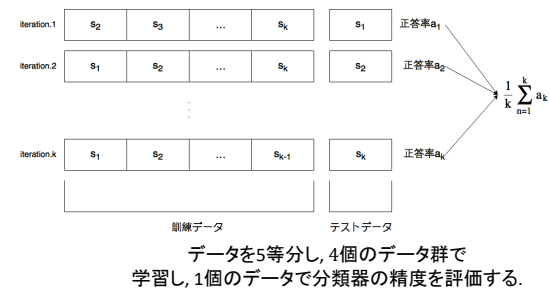 iteration.1 s2 s3 ... sk s1 正答率a1
iteration.2 s1 s2 ... sk s2 正答率a2
1/k ∑ k n=1 ak
⋮
iteration.k s1 s2 ... sk-1 sk 正答率ak
訓練データ テストデータ
データを5等分し, 4個のデータ群で
学習し, 1個のデータで分類器の精度を評価する.